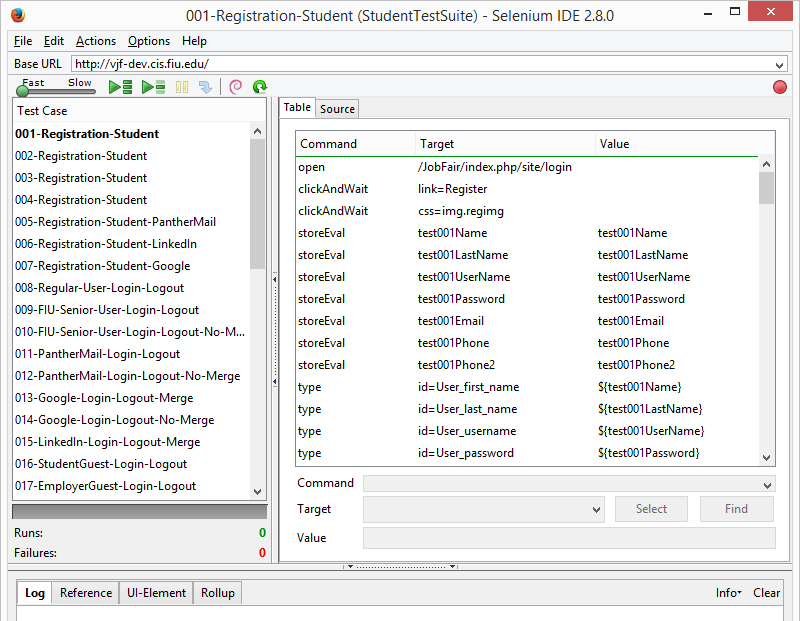 001-Registration-Student (StudentTestSuite) - Selenium IDE 2.8.0
File Edit Actions Options Help
Base URL http://vjf-dev.cis.fiu.edu/
Fast Slow
Test Case
001-Registration-Student
002-Registration-Student
003-Registration-Student
004-Registration-Student
005-Registration-Student-PantherMail
006-Registration-Student-LinkedIn
007-Registration-Student-Google
008-Regular-User-Login-Logout
009-FIU-Senior-User-Login-Logout
010-FIU-Senior-User-Login-Logout-No-M...
011-PantherMail-Login-Logout
012-PantherMail-Login-Logout-No-Merge
013-Google-Login-Logout-Merge
014-Google-Login-Logout-No-Merge
015-LinkedIn-Login-Logout-Merge
016-StudentGuest-Login-Logout
017-EmployerGuest-Login-Logout
Runs: 0
Failures: 0
Table Source
Command Target Value
open /JobFair/index.php/site/login
clickAndWait link=Register
clickAndWait css=img.regimg
storeEval test001Name test001Name
storeEval test001LastName test001LastName
storeEval test001UserName test001UserName
storeEval test001Password test001Password
storeEval test001Email test001Email
storeEval test001Phone test001Phone
storeEval test001Phone2 test001Phone2
type id=User_first_name ${test001Name}
type id=User_last_name ${test001LastName}
type id=User_username ${test001UserName}
type id=User_password ${test001Password}
Command
Target Select Find
Value
Log Reference UI-Element Rollup Info Clear